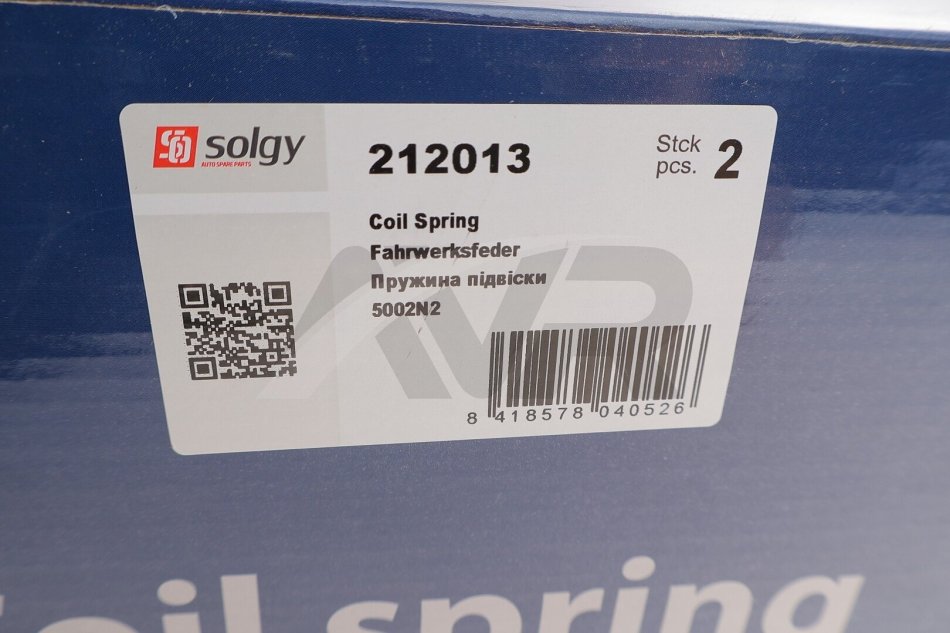 solgy
AUTO SPARE PARTS
212013
Stck
pcs. 2
Coil Spring
Fahrwerksfeder
Пружина підвіски
5002N2
AVP
8 418578 040526
Coil spring